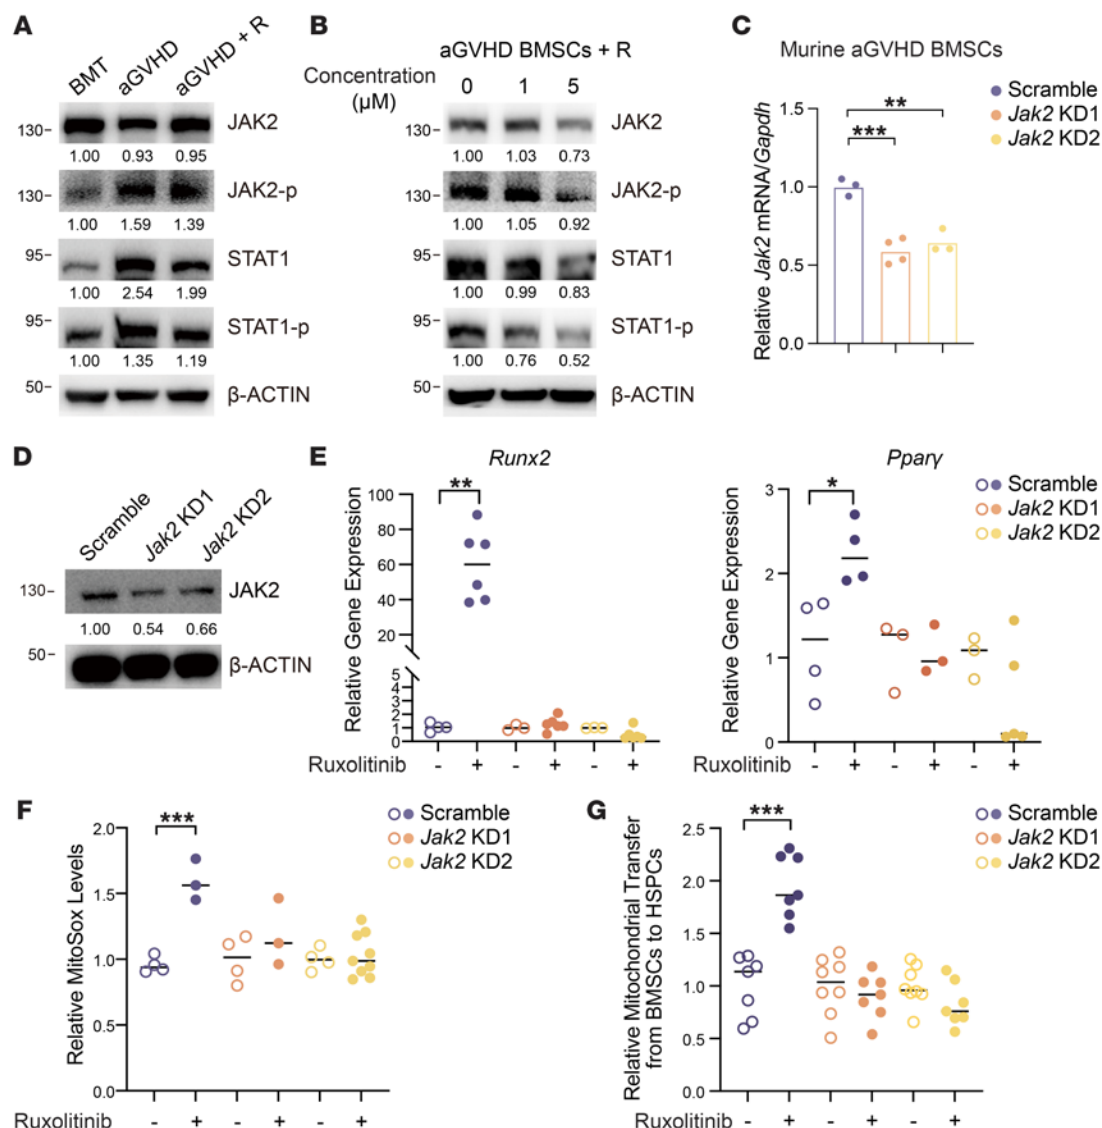 A
BMT
aGVHD
aGVHD + R
130-
JAK2
1.00 0.93 0.95
130-
JAK2-p
1.00 1.59 1.39
95-
STAT1
1.00 2.54 1.99
95-
STAT1-p
1.00 1.35 1.19
50-
β-ACTIN
B
aGVHD BMSCs + R
Concentration
(μM)
0 1 5
130-
JAK2
1.00 1.03 0.73
130-
JAK2-p
1.00 1.05 0.92
95-
STAT1
1.00 0.99 0.83
95-
STAT1-p
1.00 0.76 0.52
50-
β-ACTIN
C
Murine aGVHD BMSCs
Scramble
Jak2 KD1
Jak2 KD2
Relative Jak2 mRNA/Gapdh
1.5
1.0
0.5
0.0
**
***
D
Scramble
Jak2 KD1
Jak2 KD2
130-
JAK2
1.00 0.54 0.66
50-
β-ACTIN
E
Runx2
Relative Gene Expression
100
80
60
40
20
5
4
3
2
1
0
**
Ruxolitinib - + - + - +
Pparγ
Relative Gene Expression
3
2
1
0
*
- + - + - +
Scramble
Jak2 KD1
Jak2 KD2
F
Relative MitoSox Levels
2.0
1.5
1.0
0.5
0.0
***
Ruxolitinib - + - + - +
Scramble
Jak2 KD1
Jak2 KD2
G
Relative Mitochondrial Transfer
from BMSCs to HSPCs
2.5
2.0
1.5
1.0
0.5
0.0
***
Ruxolitinib - + - + - +
Scramble
Jak2 KD1
Jak2 KD2